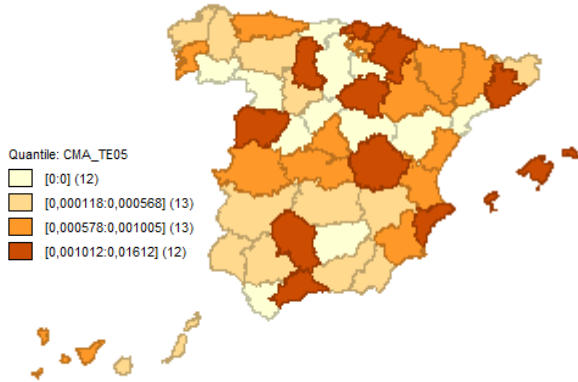 Quantile: CMA_TE05
[0:0] (12)
[0,000118:0,000568] (13)
[0,000578:0,001005] (13)
[0,001012:0,01612] (12)